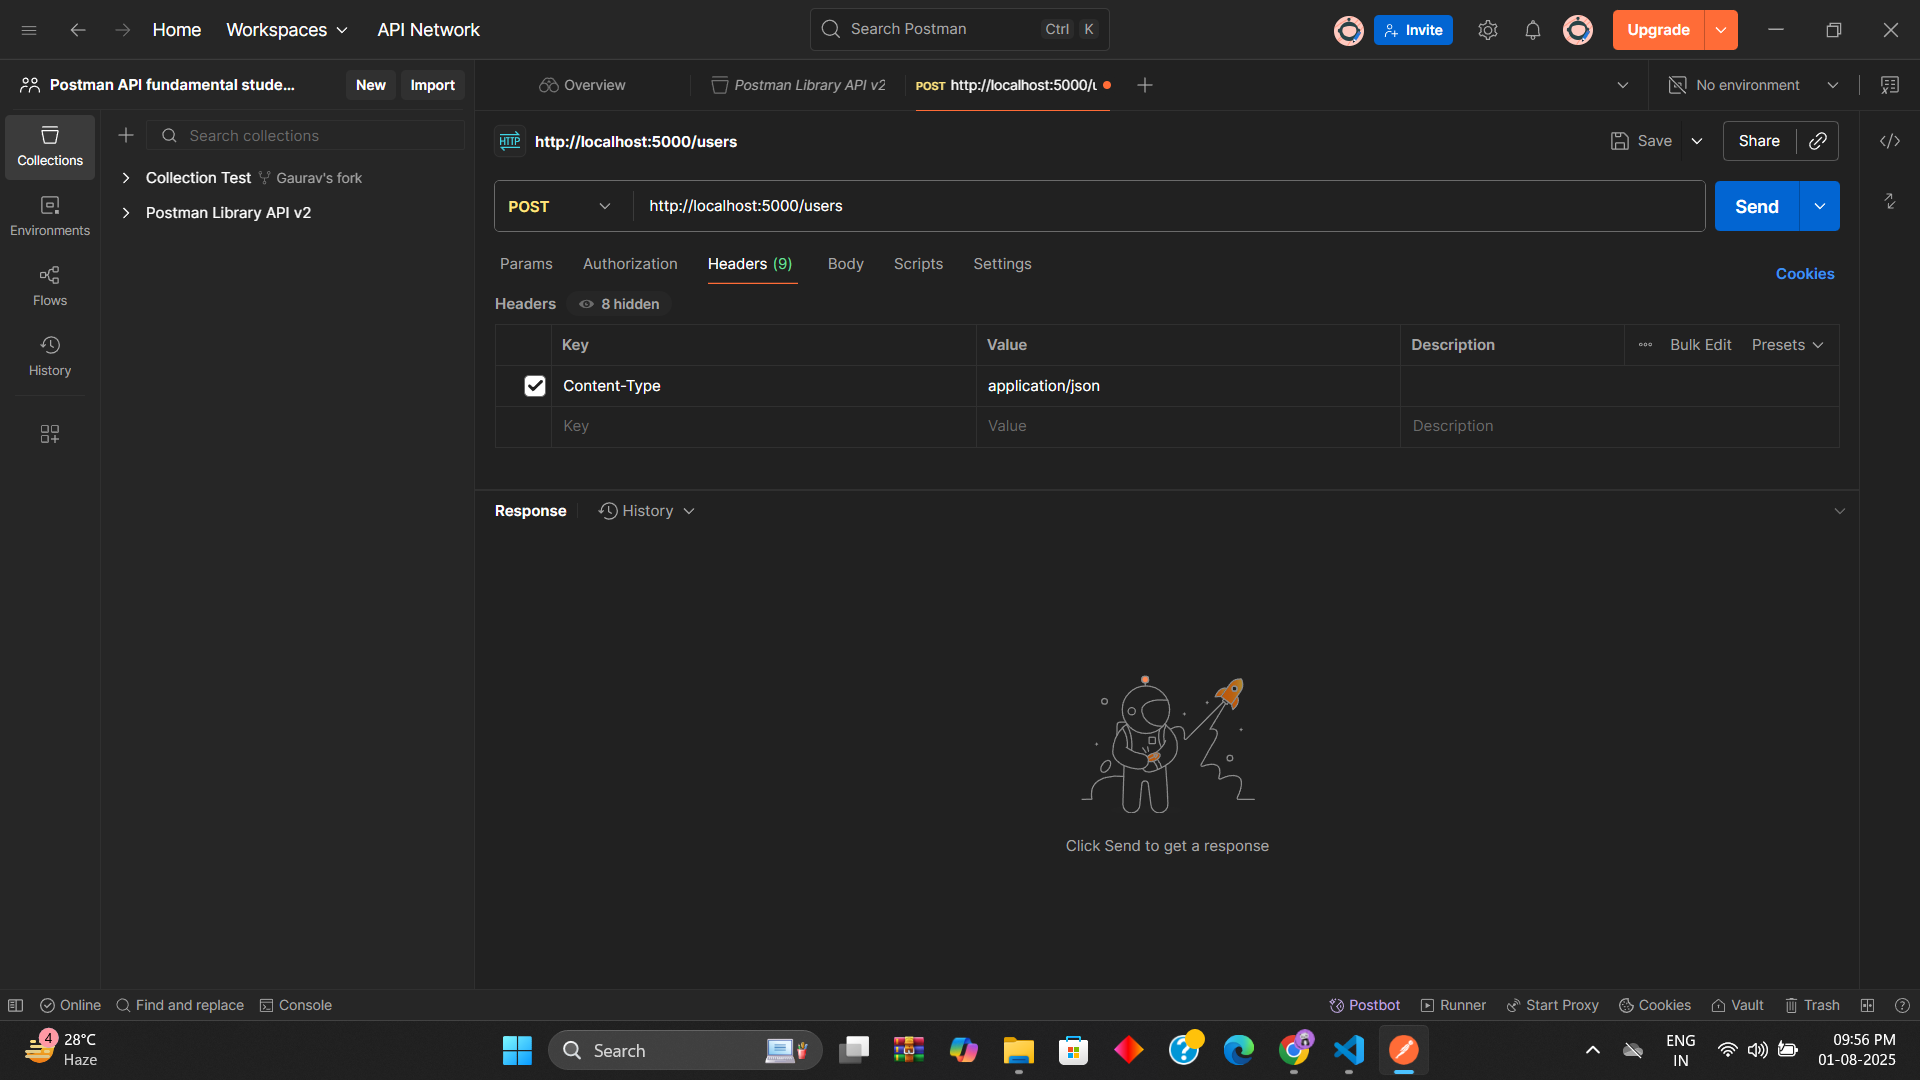 Home Workspaces API Network Search Postman Ctrl K Invite Upgrade
Postman API fundamental stude... New Import Overview Postman Library API v2 POST http://localhost:5000/u No environment
Collections
Search collections
http://localhost:5000/users Save Share
Collection Test Gaurav's fork
Postman Library API v2
Environments
Flows
History
POST http://localhost:5000/users Send
Params Authorization Headers (9) Body Scripts Settings Cookies
Headers 8 hidden
Key Value Description Bulk Edit Presets
Content-Type application/json
Key Value Description
Response History
Click Send to get a response
Online Find and replace Console Postbot Runner Start Proxy Cookies Vault Trash
4 28°C
Haze
Search
ENG
IN
09:56 PM
01-08-2025